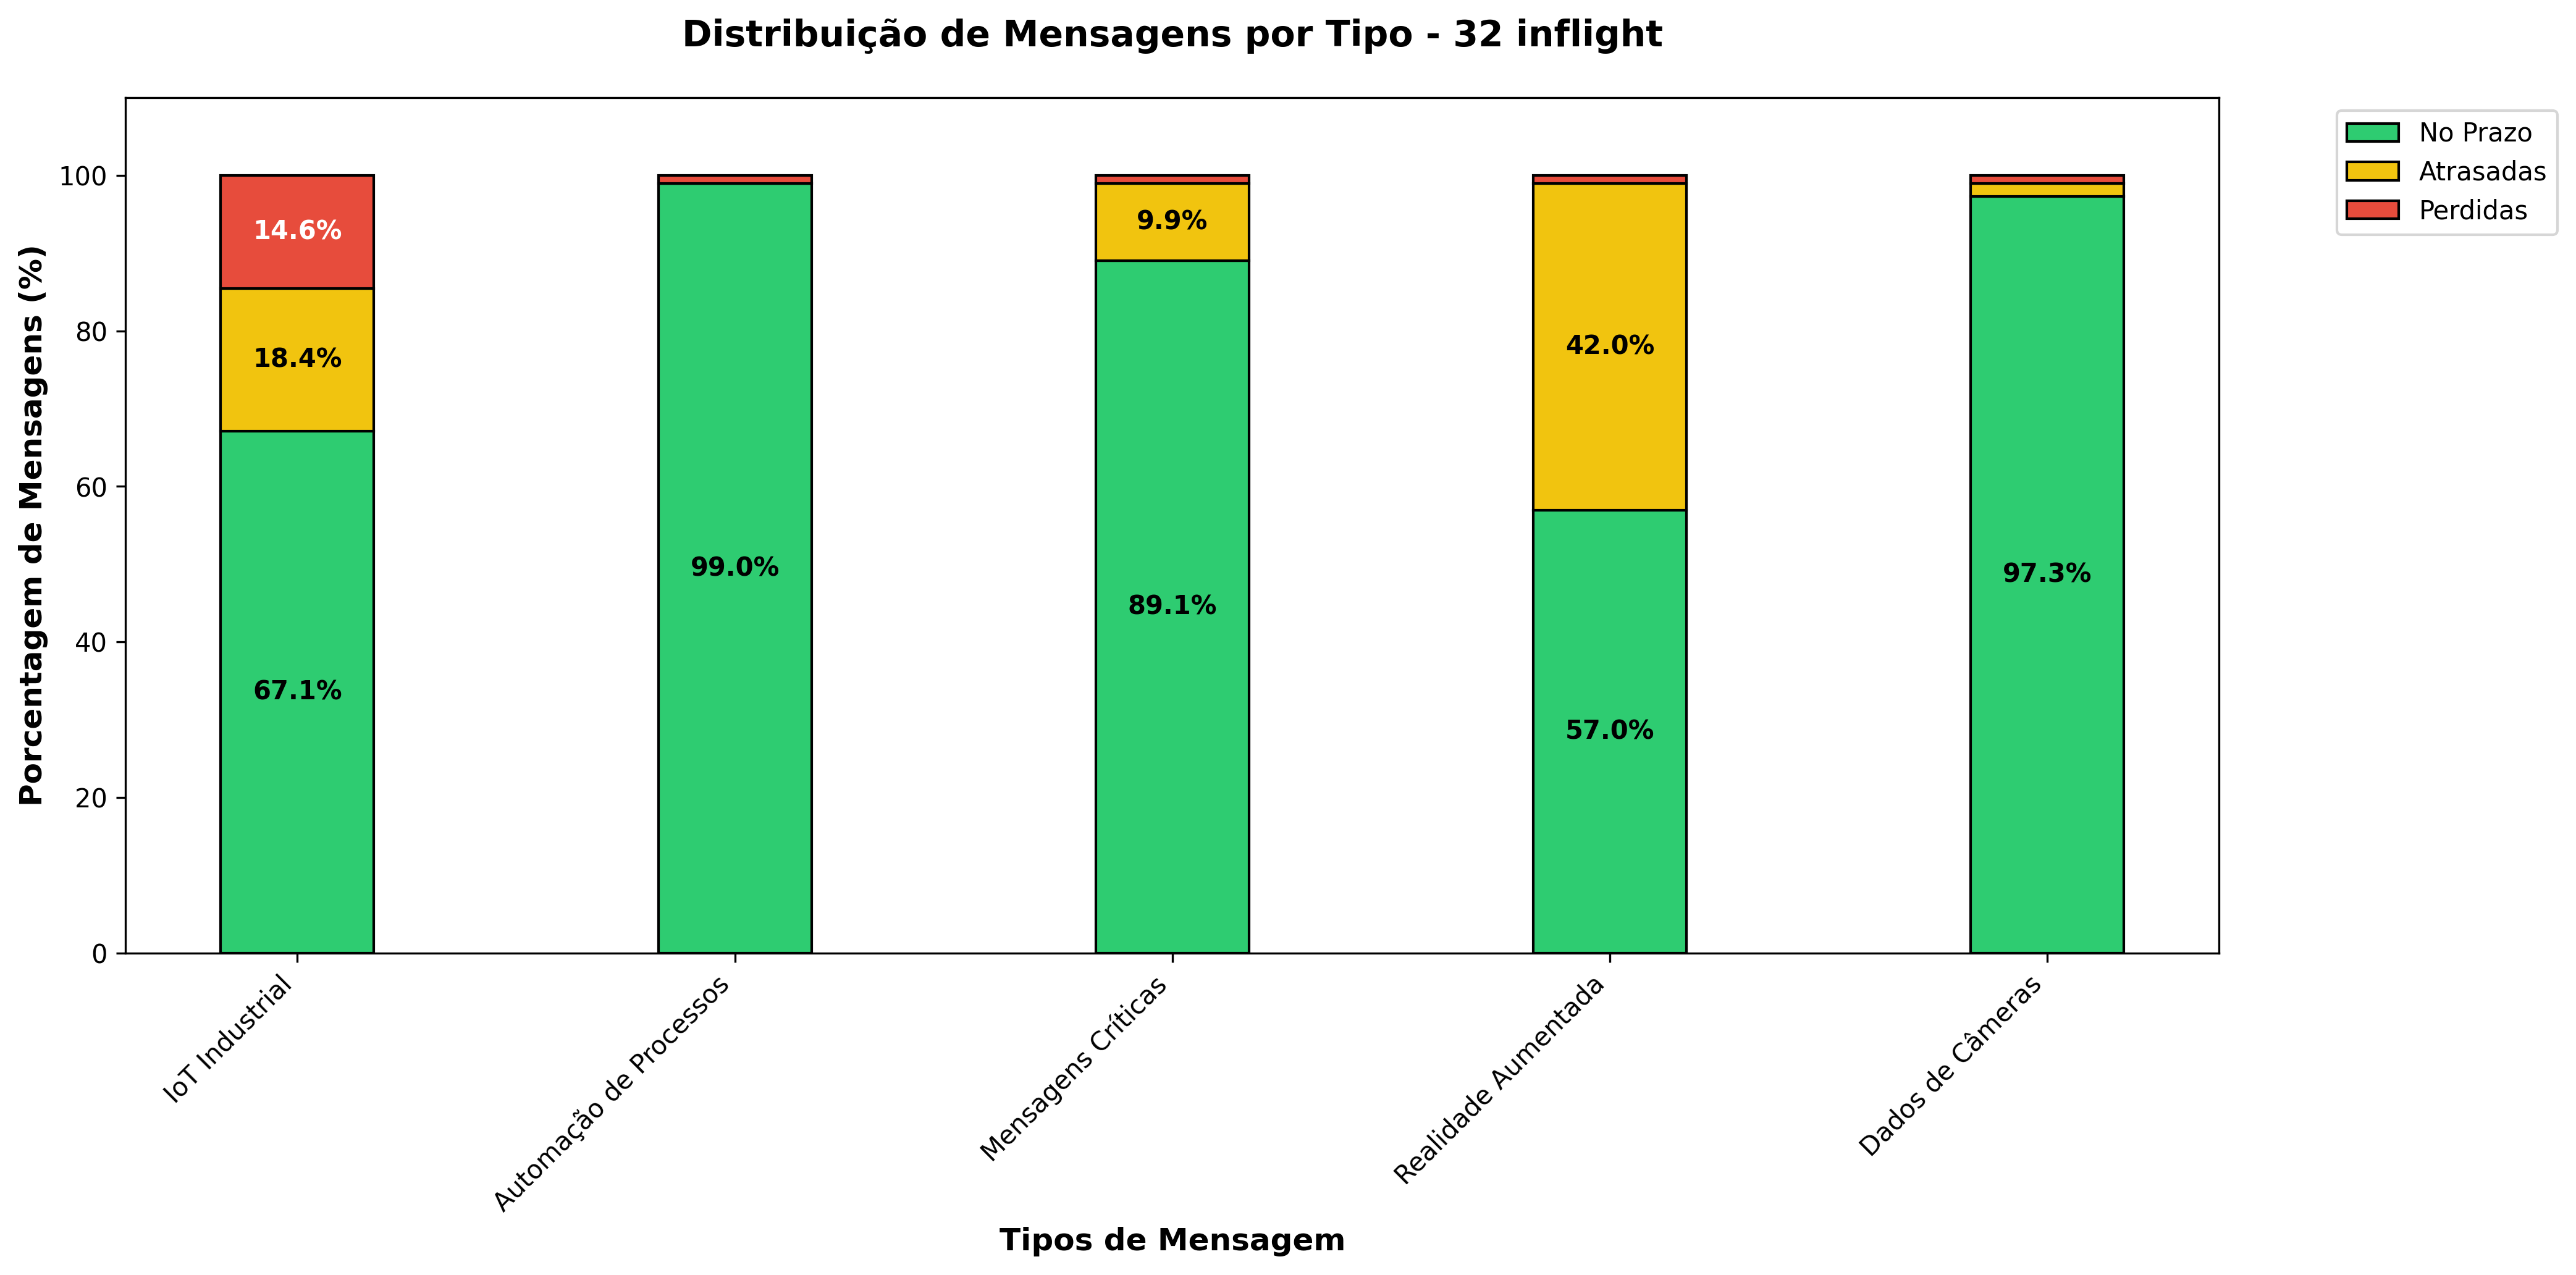 Distribuição de Mensagens por Tipo - 32 inflight
No Prazo
Atrasadas
Perdidas
Porcentagem de Mensagens (%)
100
80
60
40
20
0
14.6%
18.4%
67.1%
99.0%
9.9%
89.1%
42.0%
57.0%
97.3%
IoT Industrial
Automação de Processos
Mensagens Críticas
Realidade Aumentada
Dados de Câmeras
Tipos de Mensagem